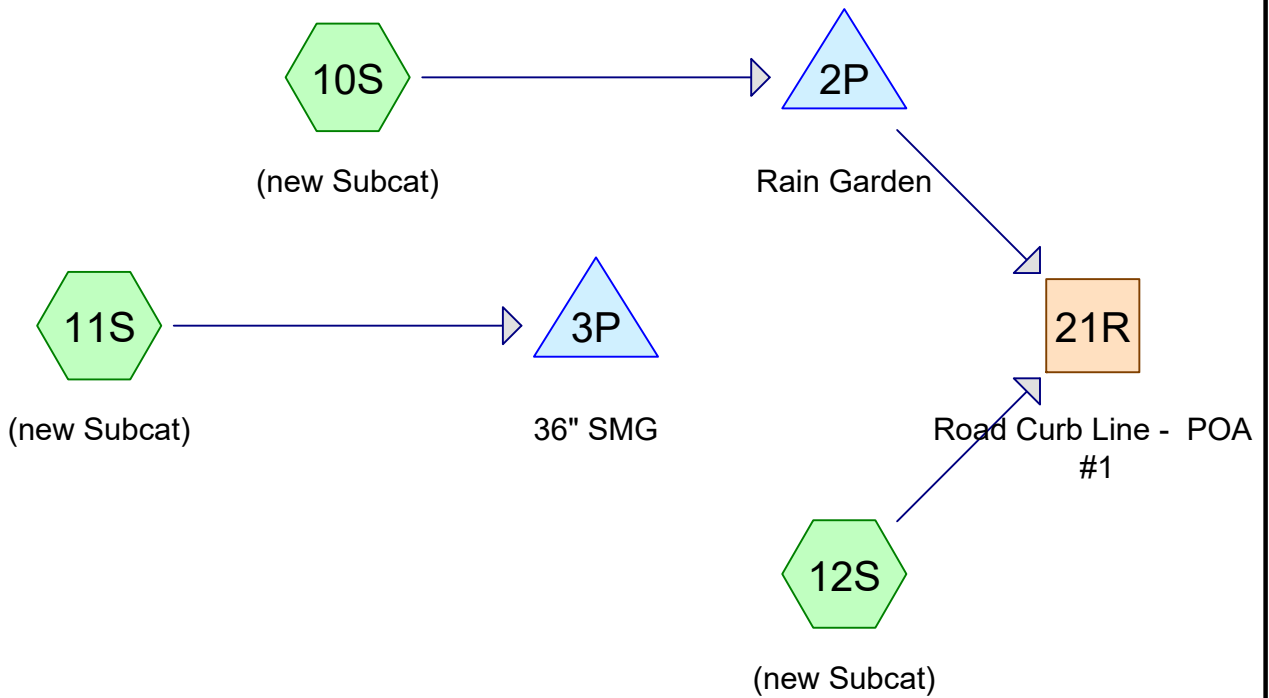 10S
2P
(new Subcat)
Rain Garden
11S
3P
21R
(new Subcat)
36" SMG
Road Curb Line -  POA
#1
12S
(new Subcat)